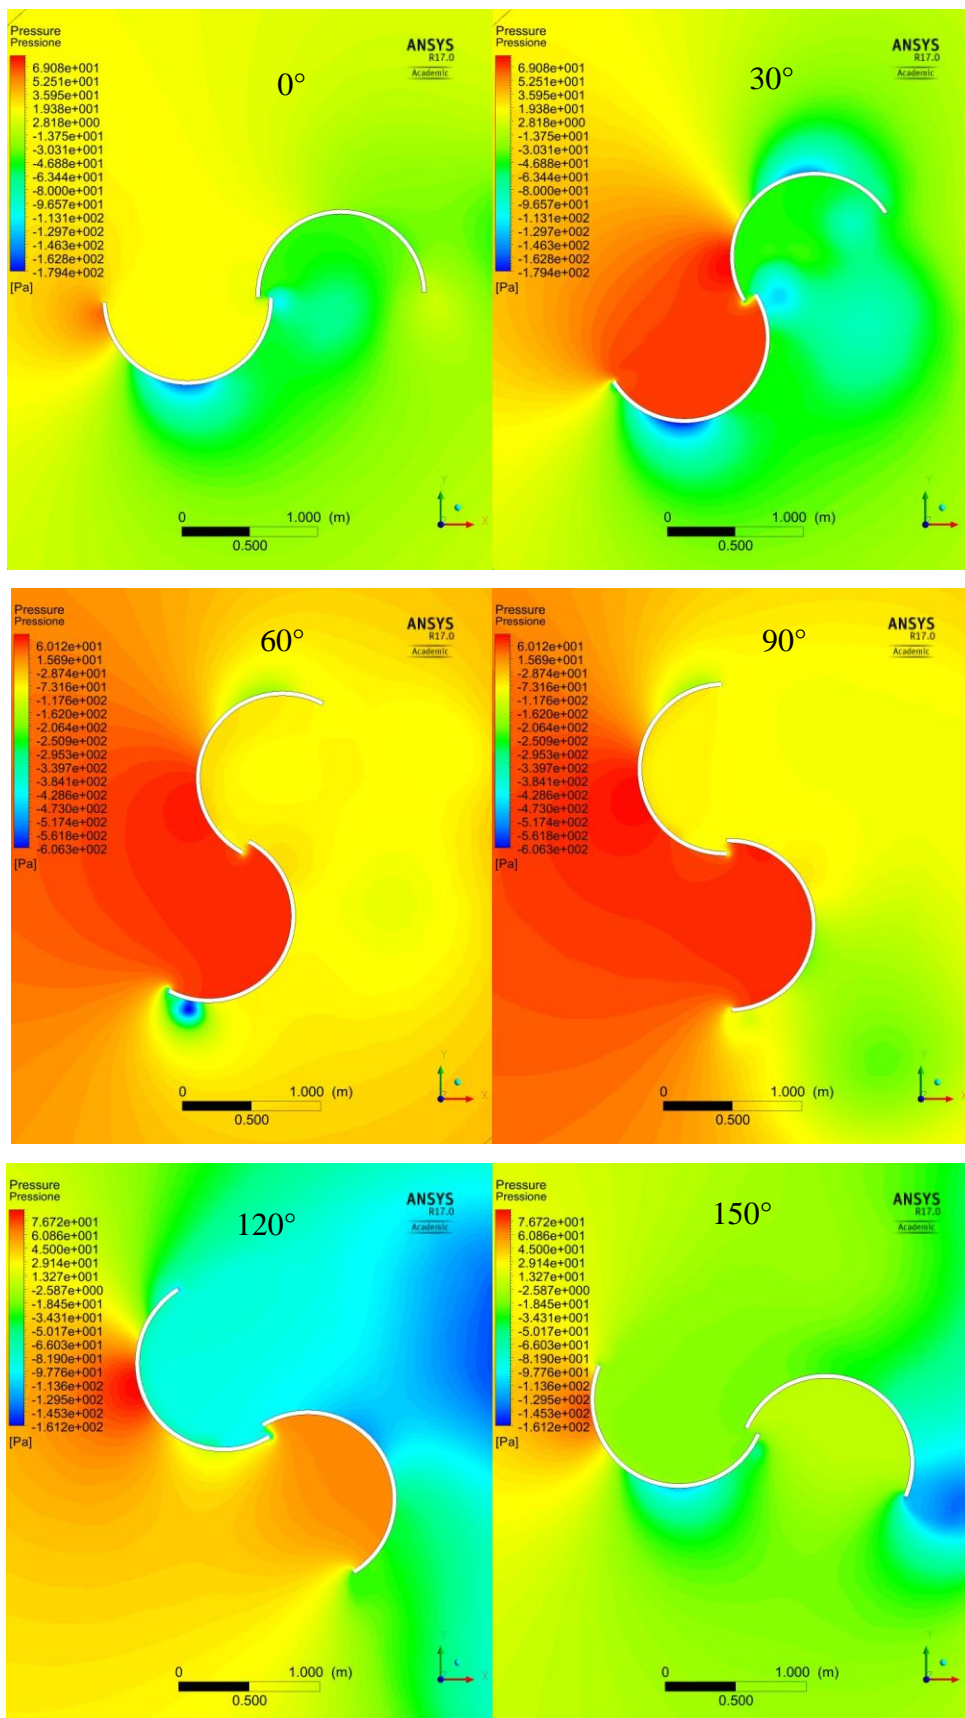 Pressure
Pressione
6.908e+001
5.251e+001
3.595e+001
1.938e+001
2.818e+000
-1.375e+001
-3.031e+001
-4.688e+001
-6.344e+001
-8.000e+001
-9.657e+001
-1.131e+002
-1.297e+002
-1.463e+002
-1.628e+002
-1.794e+002
[Pa]
0°
ANSYS
R17.0
Academic
0 1.000 (m)
0.500
Y
X
Pressure
Pressione
6.908e+001
5.251e+001
3.595e+001
1.938e+001
2.818e+000
-1.375e+001
-3.031e+001
-4.688e+001
-6.344e+001
-8.000e+001
-9.657e+001
-1.131e+002
-1.297e+002
-1.463e+002
-1.628e+002
-1.794e+002
[Pa]
30°
ANSYS
R17.0
Academic
0 1.000 (m)
0.500
Y
Pressure
Pressione
6.012e+001
1.569e+001
-2.874e+001
-7.316e+001
-1.176e+002
-1.620e+002
-2.064e+002
-2.509e+002
-2.953e+002
-3.397e+002
-3.841e+002
-4.286e+002
-4.730e+002
-5.174e+002
-5.618e+002
-6.063e+002
[Pa]
60°
ANSYS
R17.0
Academic
0 1.000 (m)
0.500
Y
X
Pressure
Pressione
6.012e+001
1.569e+001
-2.874e+001
-7.316e+001
-1.176e+002
-1.620e+002
-2.064e+002
-2.509e+002
-2.953e+002
-3.397e+002
-3.841e+002
-4.286e+002
-4.730e+002
-5.174e+002
-5.618e+002
-6.063e+002
[Pa]
90°
ANSYS
R17.0
Academic
0 1.000 (m)
0.500
Y
Pressure
Pressione
7.672e+001
6.086e+001
4.500e+001
2.914e+001
1.327e+001
-2.587e+000
-1.845e+001
-3.431e+001
-5.017e+001
-6.603e+001
-8.190e+001
-9.776e+001
-1.136e+002
-1.295e+002
-1.453e+002
-1.612e+002
[Pa]
120°
ANSYS
R17.0
Academic
0 1.000 (m)
0.500
Y
X
Pressure
Pressione
7.672e+001
6.086e+001
4.500e+001
2.914e+001
1.327e+001
-2.587e+000
-1.845e+001
-3.431e+001
-5.017e+001
-6.603e+001
-8.190e+001
-9.776e+001
-1.136e+002
-1.295e+002
-1.453e+002
-1.612e+002
[Pa]
150°
ANSYS
R17.0
Academic
0 1.000 (m)
0.500
Y